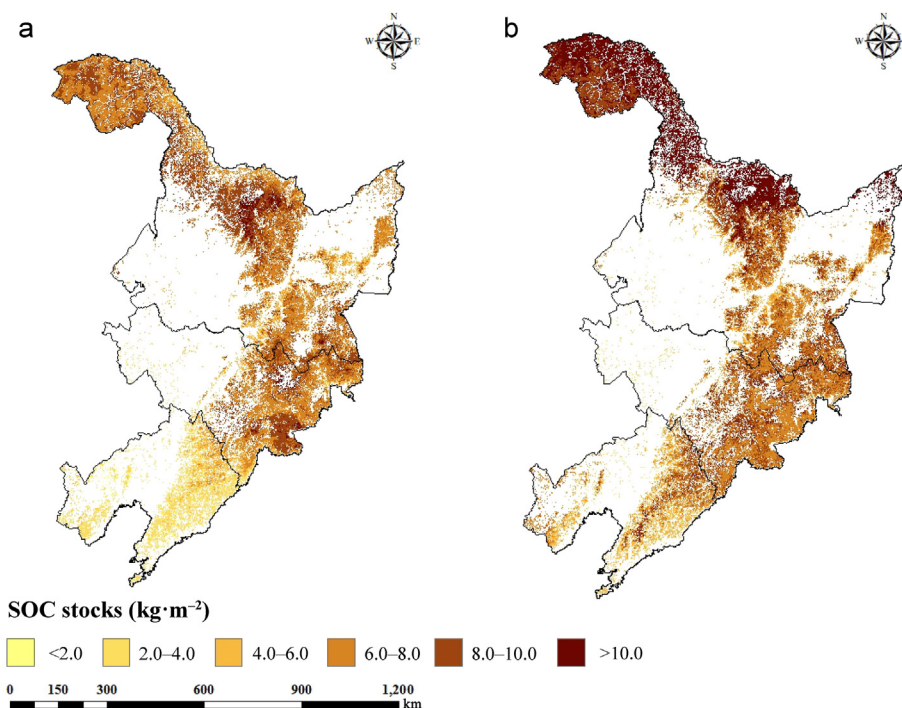 a
N
W E
S
b
N
W E
S
SOC stocks (kg·m⁻²)
<2.0 2.0–4.0 4.0–6.0 6.0–8.0 8.0–10.0 >10.0
0 150 300 600 900 1,200
km